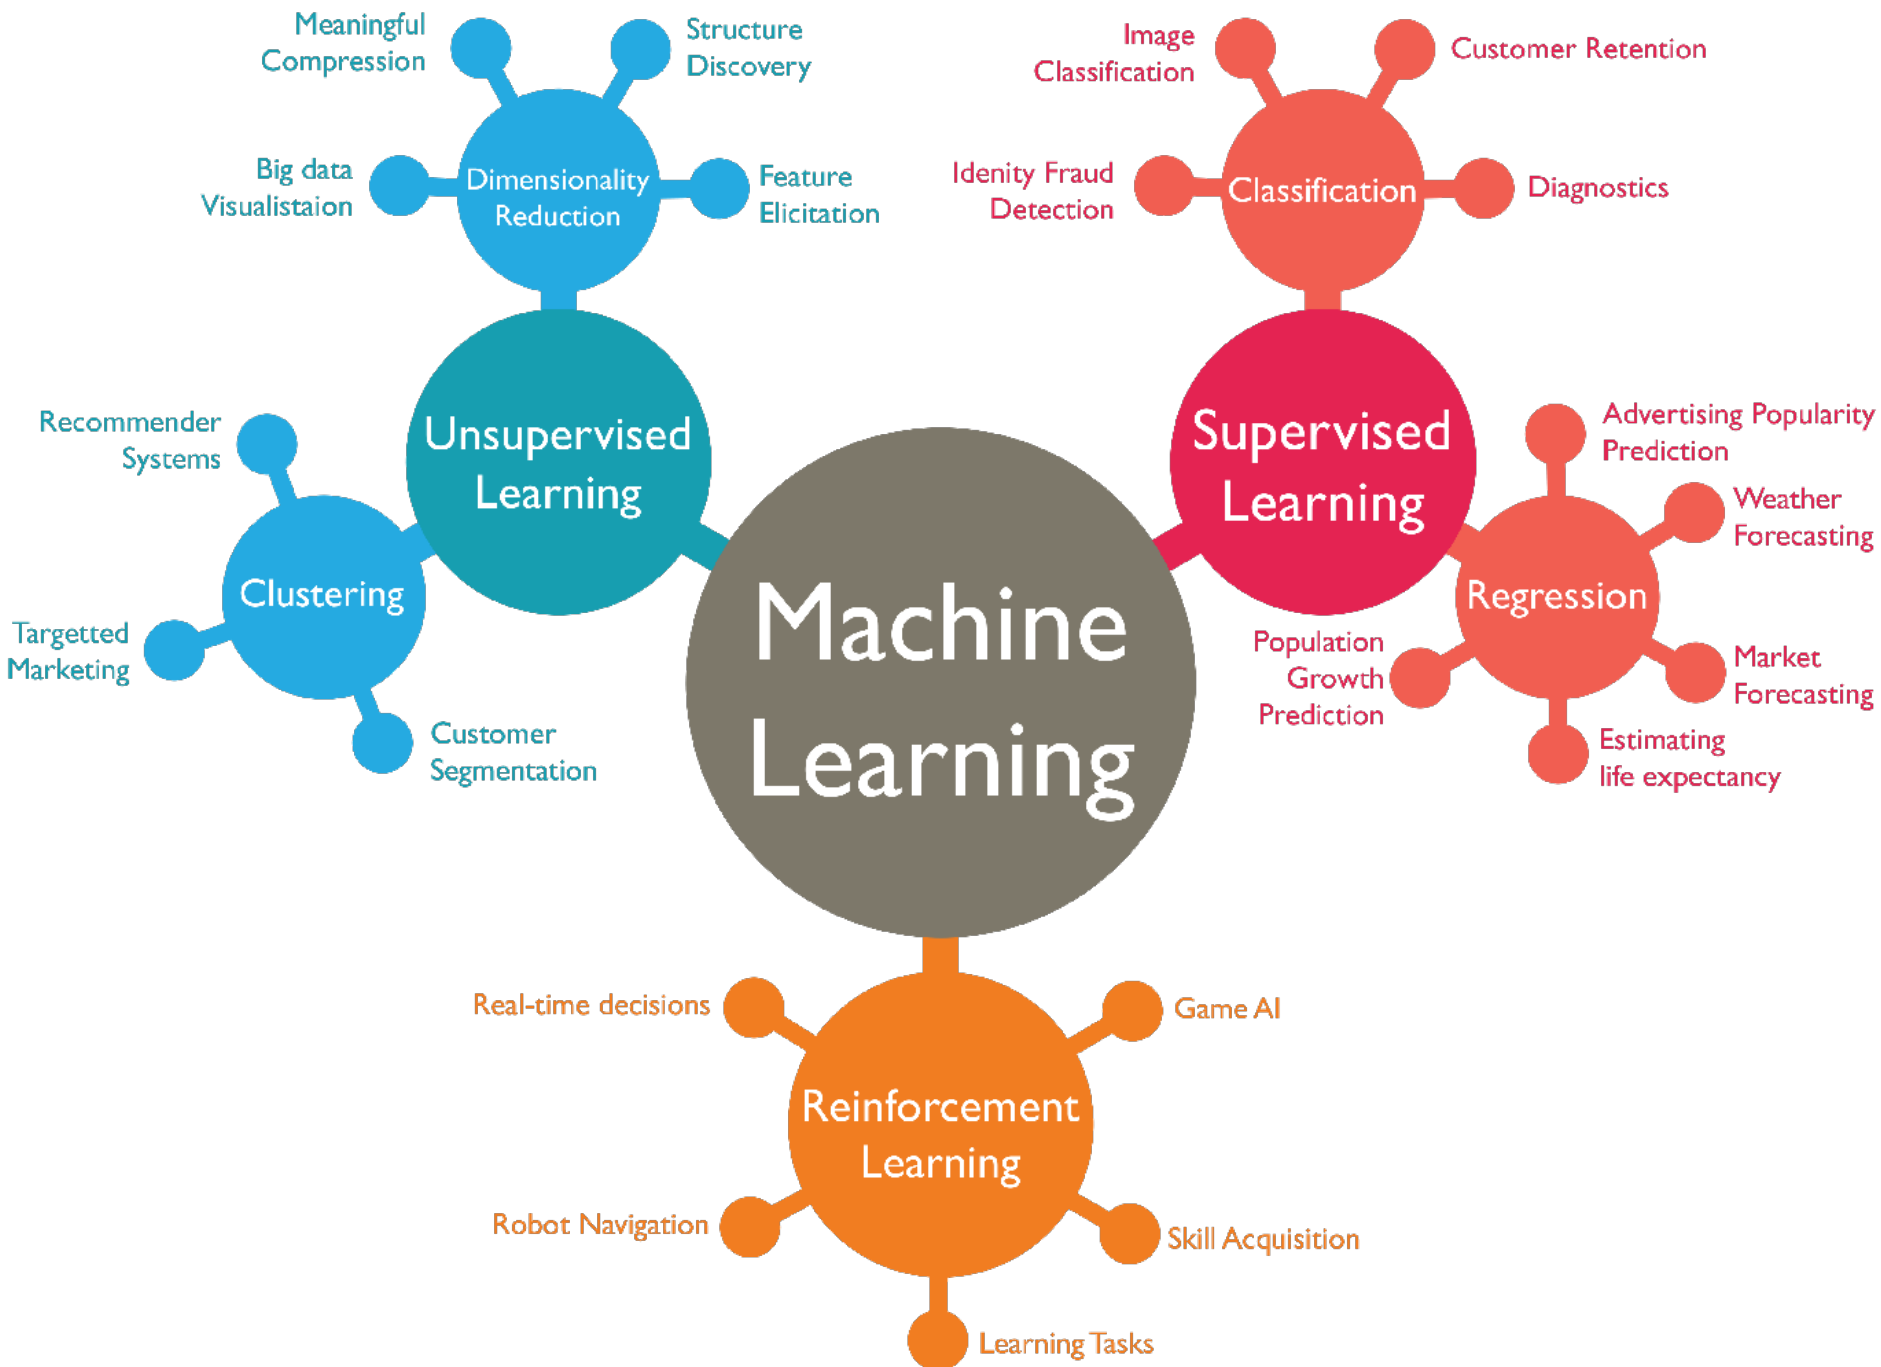 Meaningful
Compression
Structure
Discovery
Big data
Visualistaion
Dimensionality
Reduction
Feature
Elicitation
Image
Classification
Customer Retention
Idenity Fraud
Detection
Classification
Diagnostics
Unsupervised
Learning
Recommender
Systems
Clustering
Targetted
Marketing
Customer
Segmentation
Supervised
Learning
Advertising Popularity
Prediction
Weather
Forecasting
Regression
Population
Growth
Prediction
Market
Forecasting
Estimating
life expectancy
Machine
Learning
Real-time decisions
Game AI
Reinforcement
Learning
Robot Navigation
Skill Acquisition
Learning Tasks